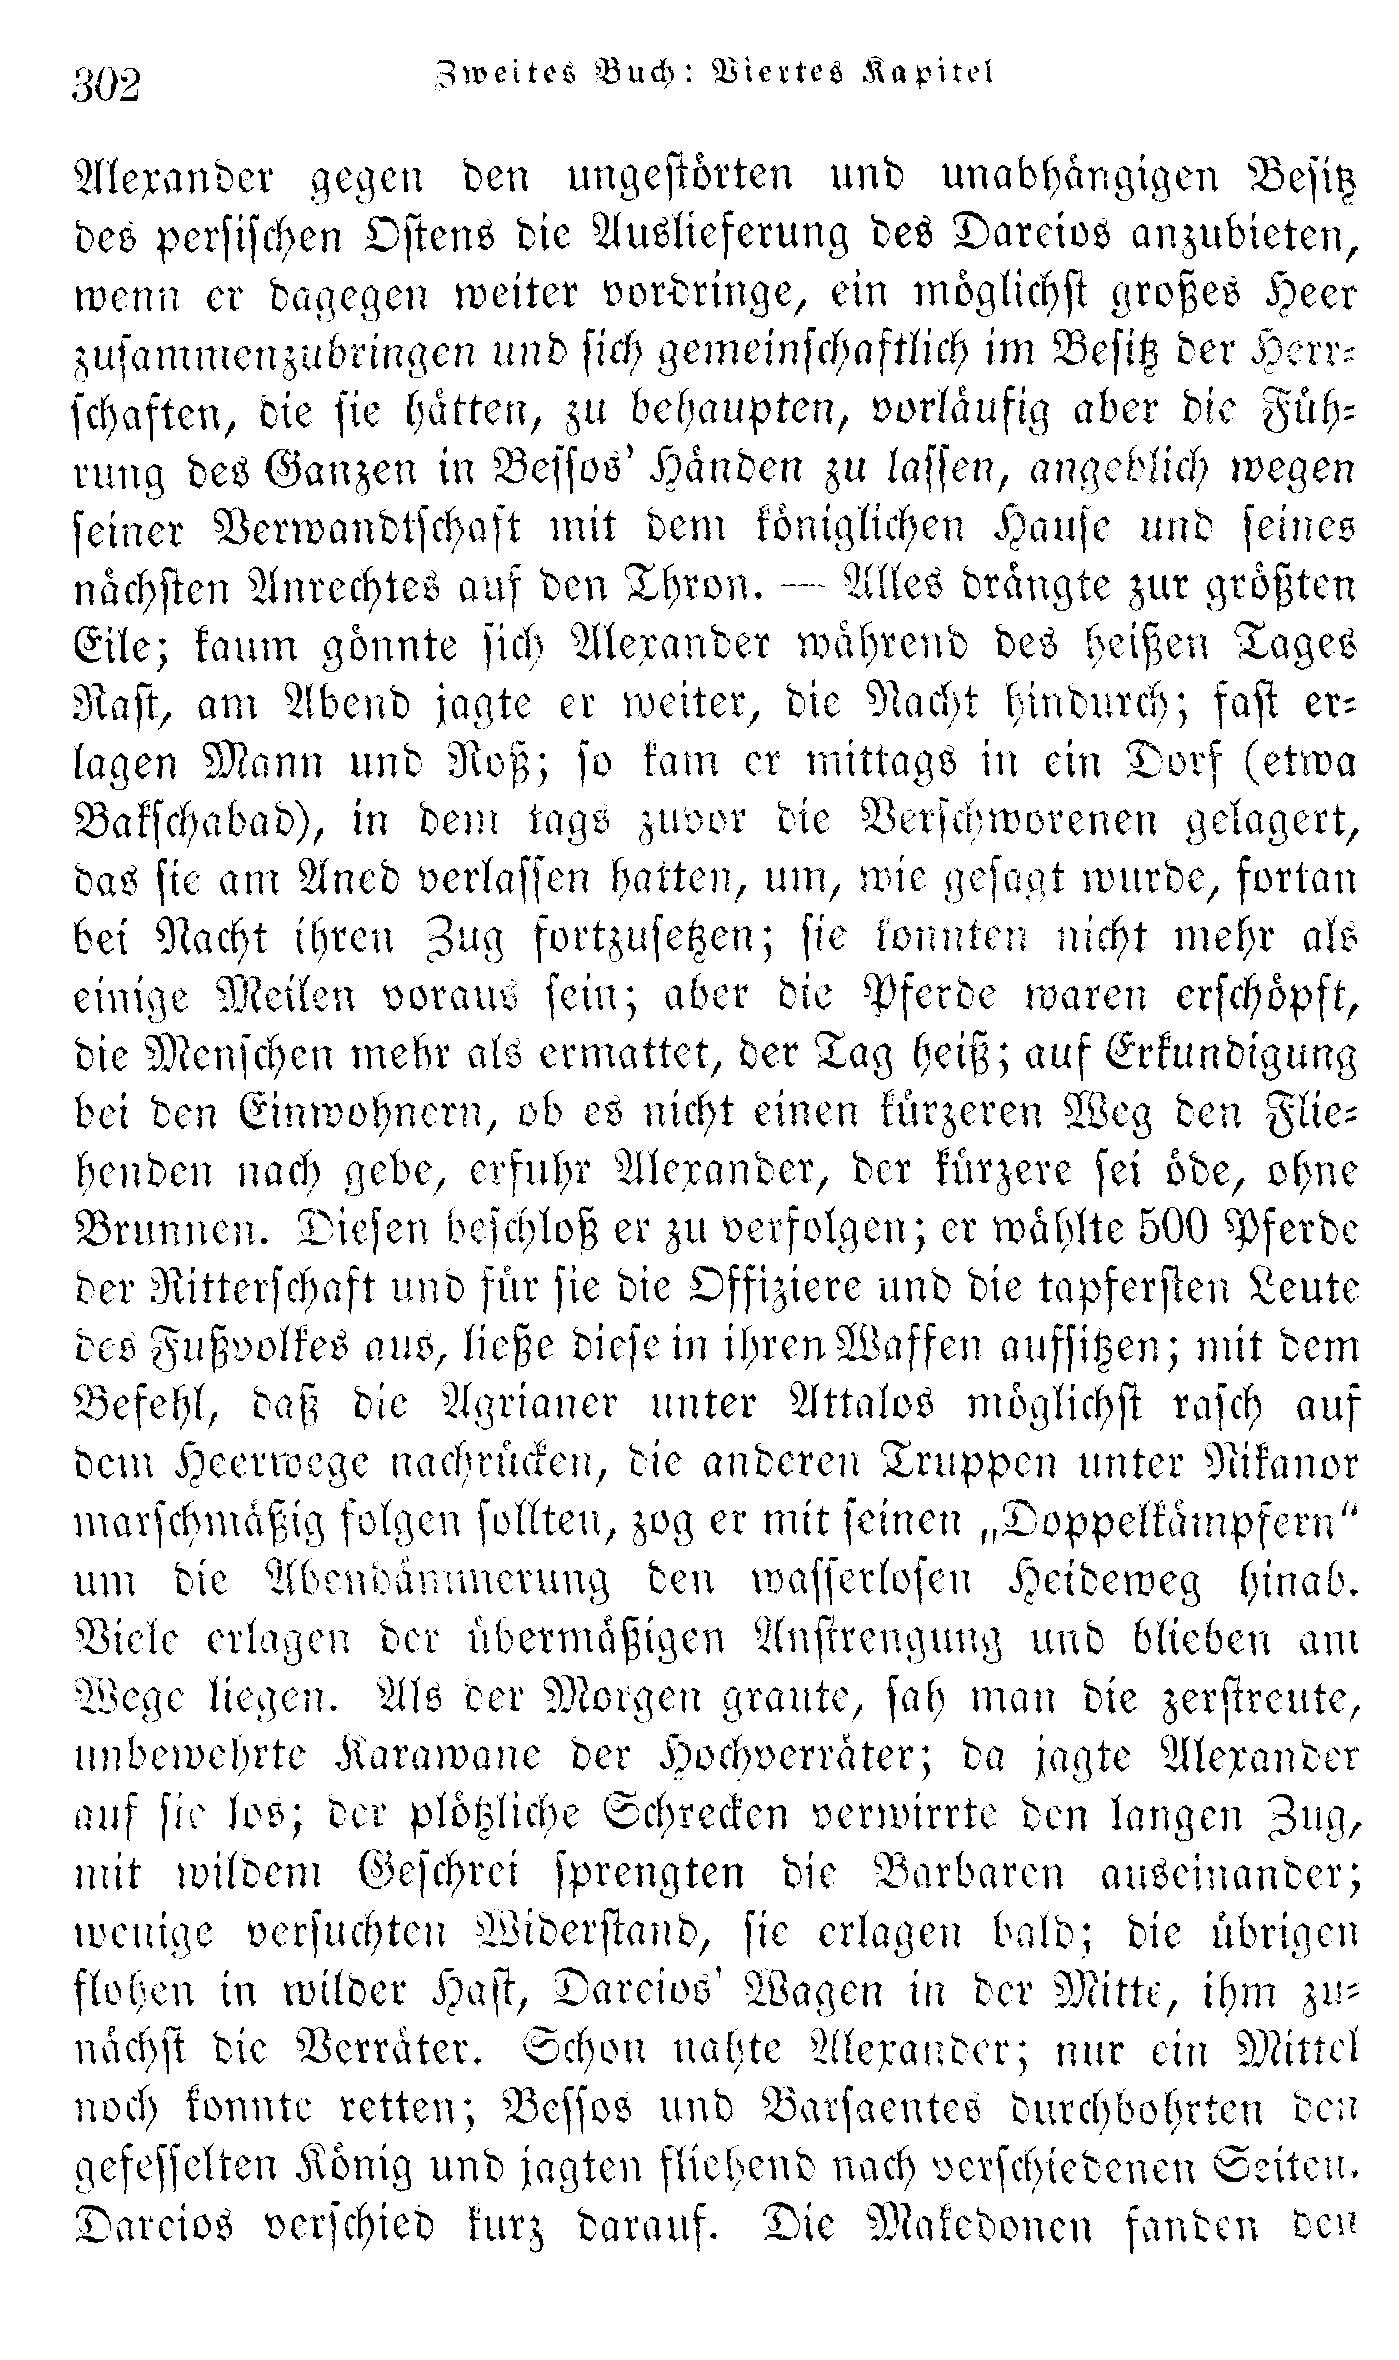 302
Zweites Buch: Viertes Kapitel
Alexander gegen den ungestörten und unabhängigen Besitz
des persischen Ostens die Auslieferung des Dareios anzubieten,
wenn er dagegen weiter vordringe, ein möglichst großes Heer
zusammenzubringen und sich gemeinschaftlich im Besitz der Herr-
schaften, die sie hätten, zu behaupten, vorläufig aber die Füh-
rung des Ganzen in Bessos' Händen zu lassen, angeblich wegen
seiner Verwandtschaft mit dem königlichen Hause und seines
nächsten Anrechtes auf den Thron. — Alles drängte zur größten
Eile; kaum gönnte sich Alexander während des heißen Tages
Rast, am Abend jagte er weiter, die Nacht hindurch; fast er-
lagen Mann und Roß; so kam er mittags in ein Dorf (etwa
Bakschabad), in dem tags zuvor die Verschworenen gelagert,
das sie am Aned verlassen hatten, um, wie gesagt wurde, fortan
bei Nacht ihren Zug fortzusetzen; sie konnten nicht mehr als
einige Meilen voraus sein; aber die Pferde waren erschöpft,
die Menschen mehr als ermattet, der Tag heiß; auf Erkundigung
bei den Einwohnern, ob es nicht einen kürzeren Weg den Flie-
henden nach gebe, erfuhr Alexander, der kürzere sei öde, ohne
Brunnen. Diesen beschloß er zu verfolgen; er wählte 500 Pferde
der Ritterschaft und für sie die Offiziere und die tapfersten Leute
des Fußvolkes aus, ließe diese in ihren Waffen aufsitzen; mit dem
Befehl, daß die Agrianer unter Attalos möglichst rasch auf
dem Heerwege nachrücken, die anderen Truppen unter Nikanor
marschmäßig folgen sollten, zog er mit seinen „Doppelkämpfern“
um die Abendämmerung den wasserlosen Heideweg hinab.
Viele erlagen der übermäßigen Anstrengung und blieben am
Wege liegen. Als der Morgen graute, sah man die zerstreute,
unbewehrte Karawane der Hochverräter; da jagte Alexander
auf sie los; der plötzliche Schrecken verwirrte den langen Zug,
mit wildem Geschrei sprengten die Barbaren auseinander;
wenige versuchten Widerstand, sie erlagen bald; die übrigen
flohen in wilder Hast, Dareios' Wagen in der Mitte, ihm zu-
nächst die Verräter. Schon nahte Alexander; nur ein Mittel
noch konnte retten; Bessos und Barsaentes durchbohrten den
gefesselten König und jagten fliehend nach verschiedenen Seiten.
Dareios verschied kurz darauf. Die Makedonen fanden den